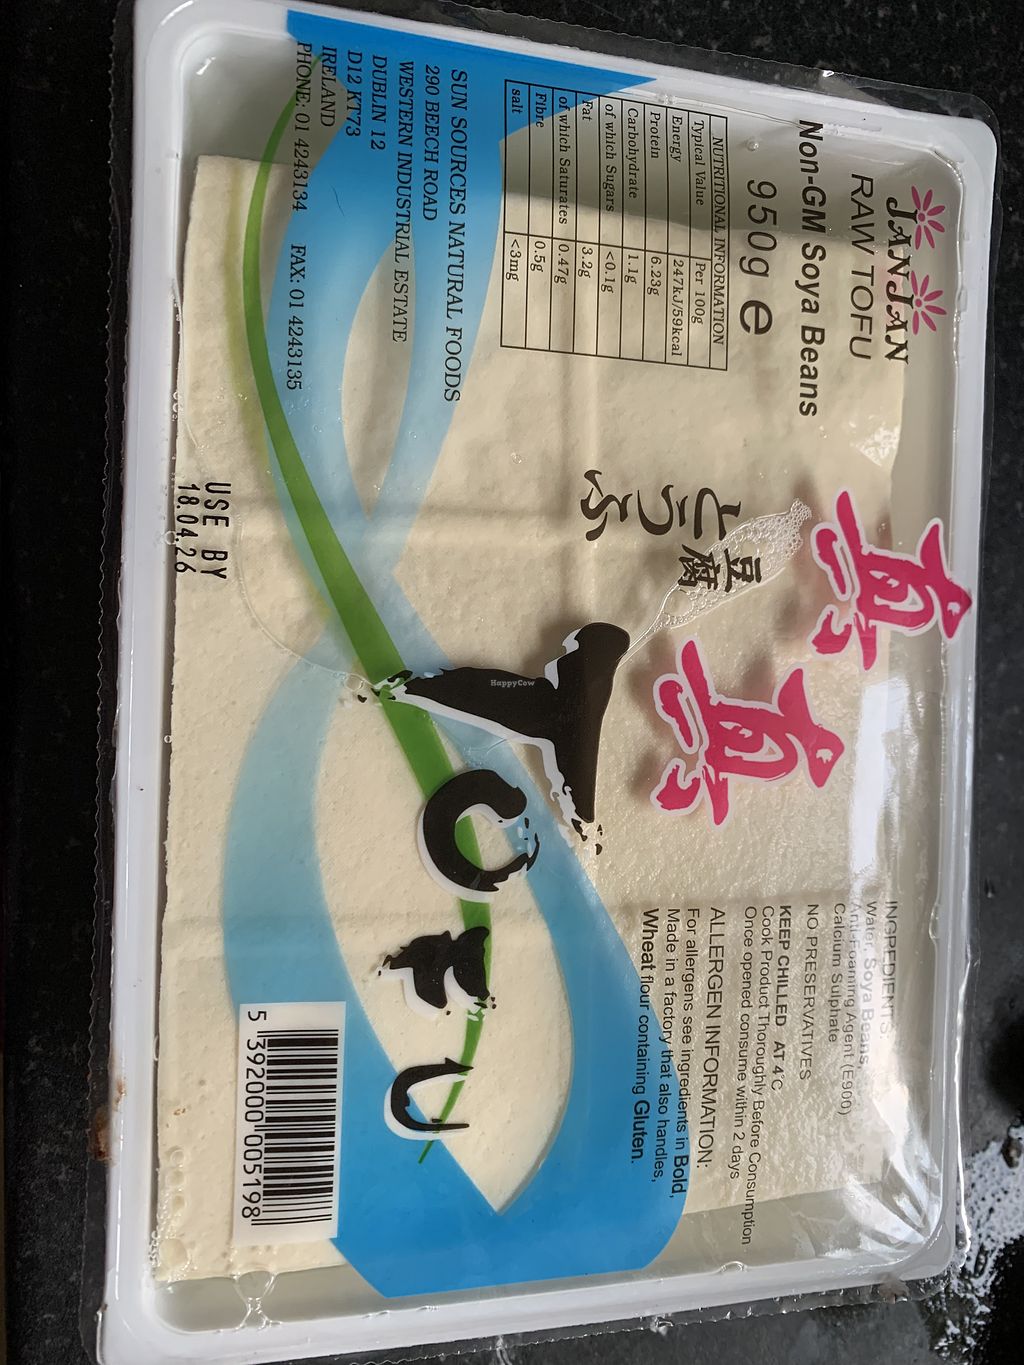 JANJAN
RAW TOFU
Non-GM Soya Beans
950g e
NUTRITIONAL INFORMATION
Typical Value Per 100g
Energy 247kJ/59kcal
Protein 6.23g
Carbohydrate 1.1g
of which Sugars <0.1g
Fat 3.2g
of which Saturates 0.47g
Fibre 0.5g
salt <3mg
SUN SOURCES NATURAL FOODS
290 BEECH ROAD
WESTERN INDUSTRIAL ESTATE
DUBLIN 12
D12 KT73
IRELAND
PHONE: 01 4243134 FAX: 01 4243135
真真
豆腐
とうふ
TOFU
USE BY
18.04.26
INGREDIENTS:
Water, Soya Beans,
Anti-Foaming Agent (E900)
Calcium Sulphate
NO PRESERVATIVES
KEEP CHILLED AT 4°C
Cook Product Thoroughly Before Consumption
Once opened consume within 2 days
ALLERGEN INFORMATION:
For allergens see ingredients in Bold,
Made in a factory that also handles,
Wheat flour containing Gluten.
5 392000 005198
HappyCow